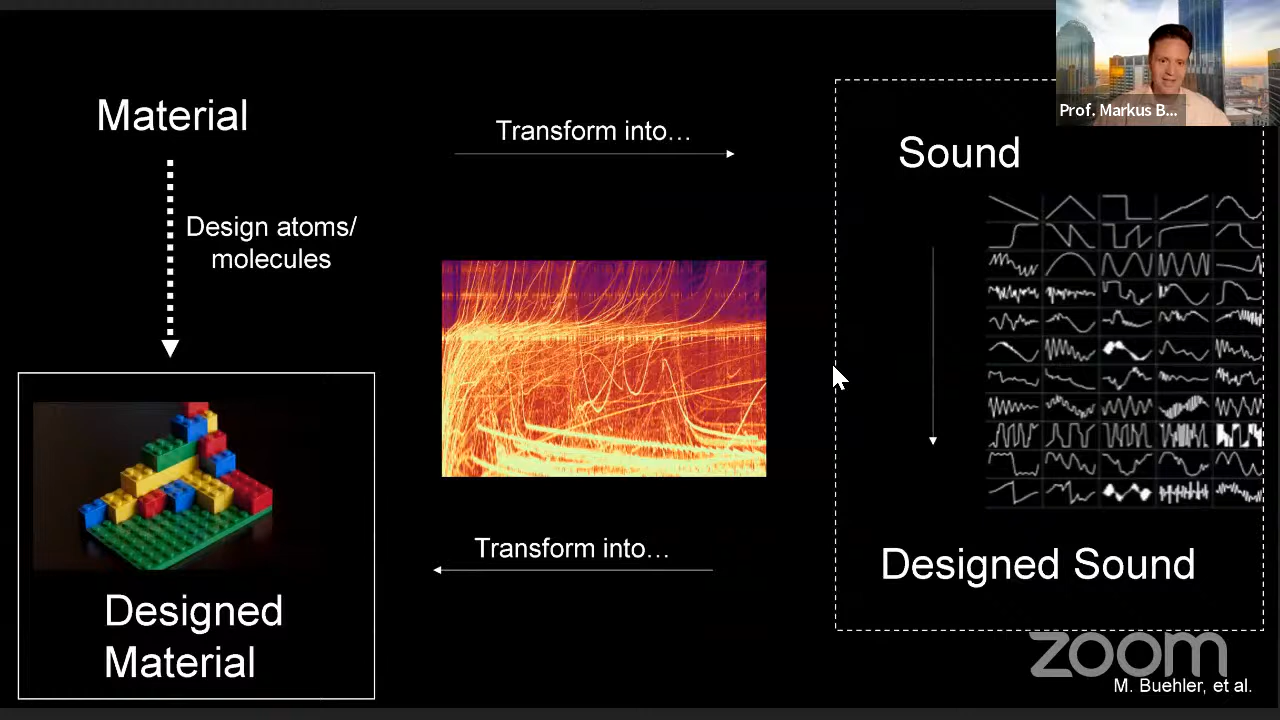 Prof. Markus B...
Material
Transform into…
Sound
Design atoms/
molecules
Transform into…
Designed Sound
Designed
Material
zoom
M. Buehler, et al.